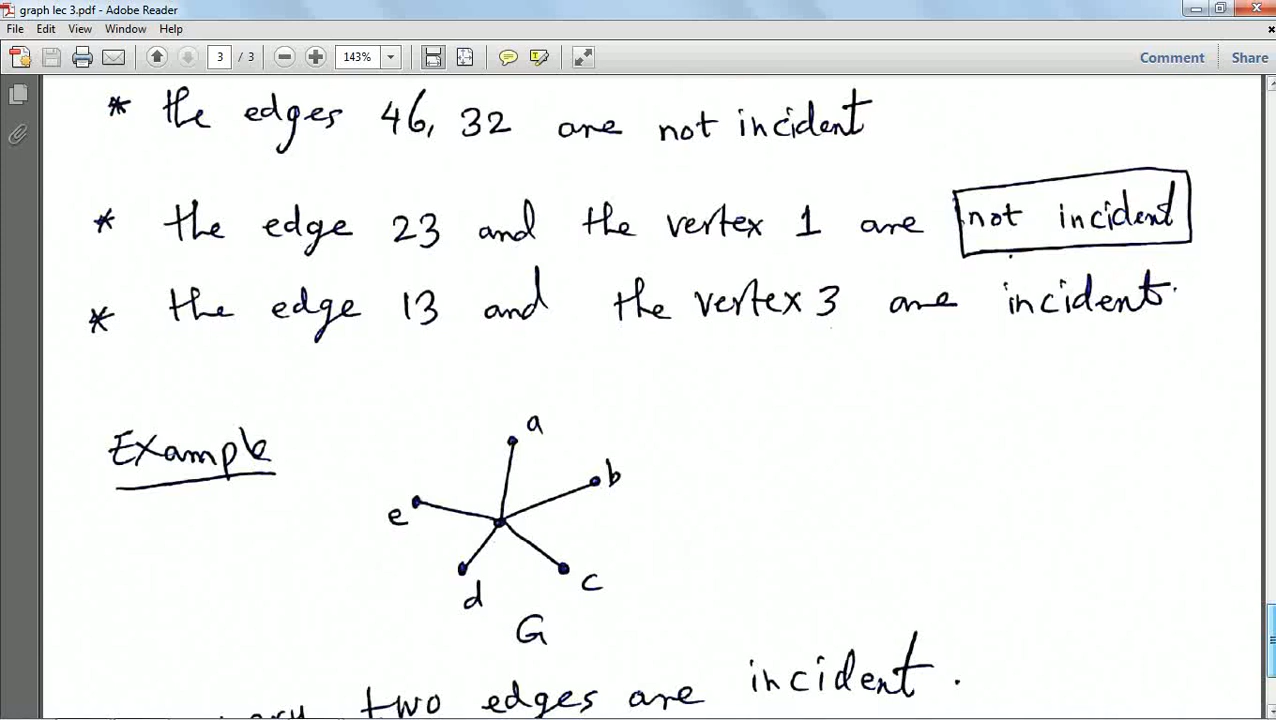 graph lec 3.pdf - Adobe Reader
File Edit View Window Help
3 / 3 143% Comment Share
* the edges 46, 32 are not incident
* the edge 23 and the vertex 1 are not incident
* the edge 13 and the vertex 3 are incident.
Example
a
b
e
c
d
G
two edges are incident.